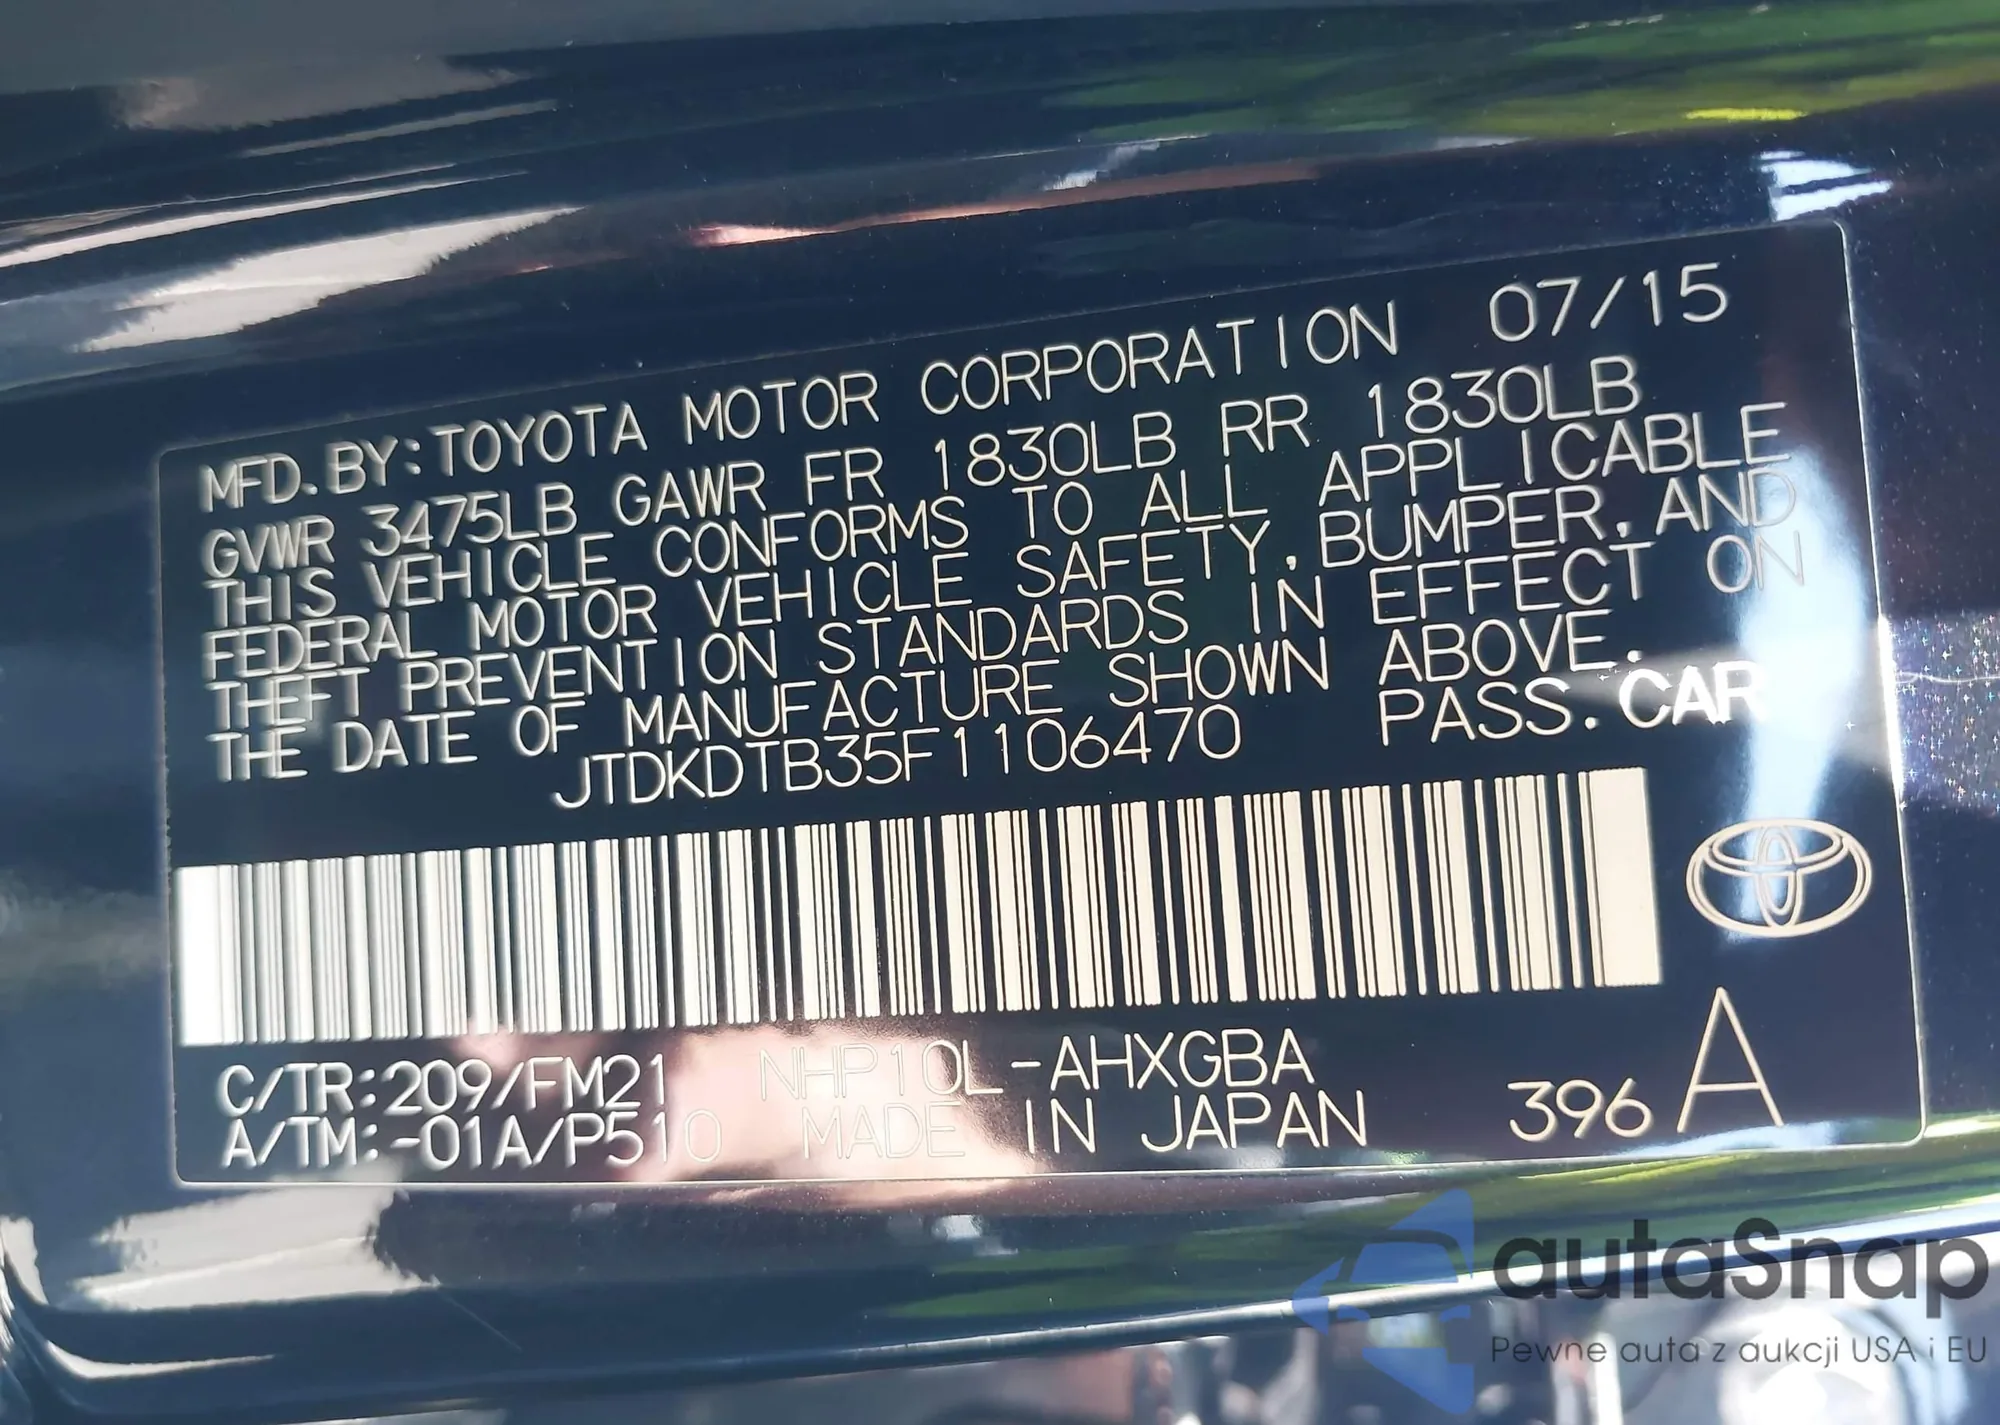 MFD.BY:TOYOTA MOTOR CORPORATION 07/15
GVWR 3475LB GAWR FR 1830LB RR 1830LB
THIS VEHICLE CONFORMS TO ALL APPLICABLE
FEDERAL MOTOR VEHICLE SAFETY, BUMPER, AND
THEFT PREVENTION STANDARDS IN EFFECT ON
THE DATE OF MANUFACTURE SHOWN ABOVE.
JTDKDTB35F1106470 PASS. CAR
C/TR:209/FM21 NHP10L-AHXGBA
A/TM:-01A/P510 MADE IN JAPAN 396 A
autaSnap
Pewne auta z aukcji USA i EU